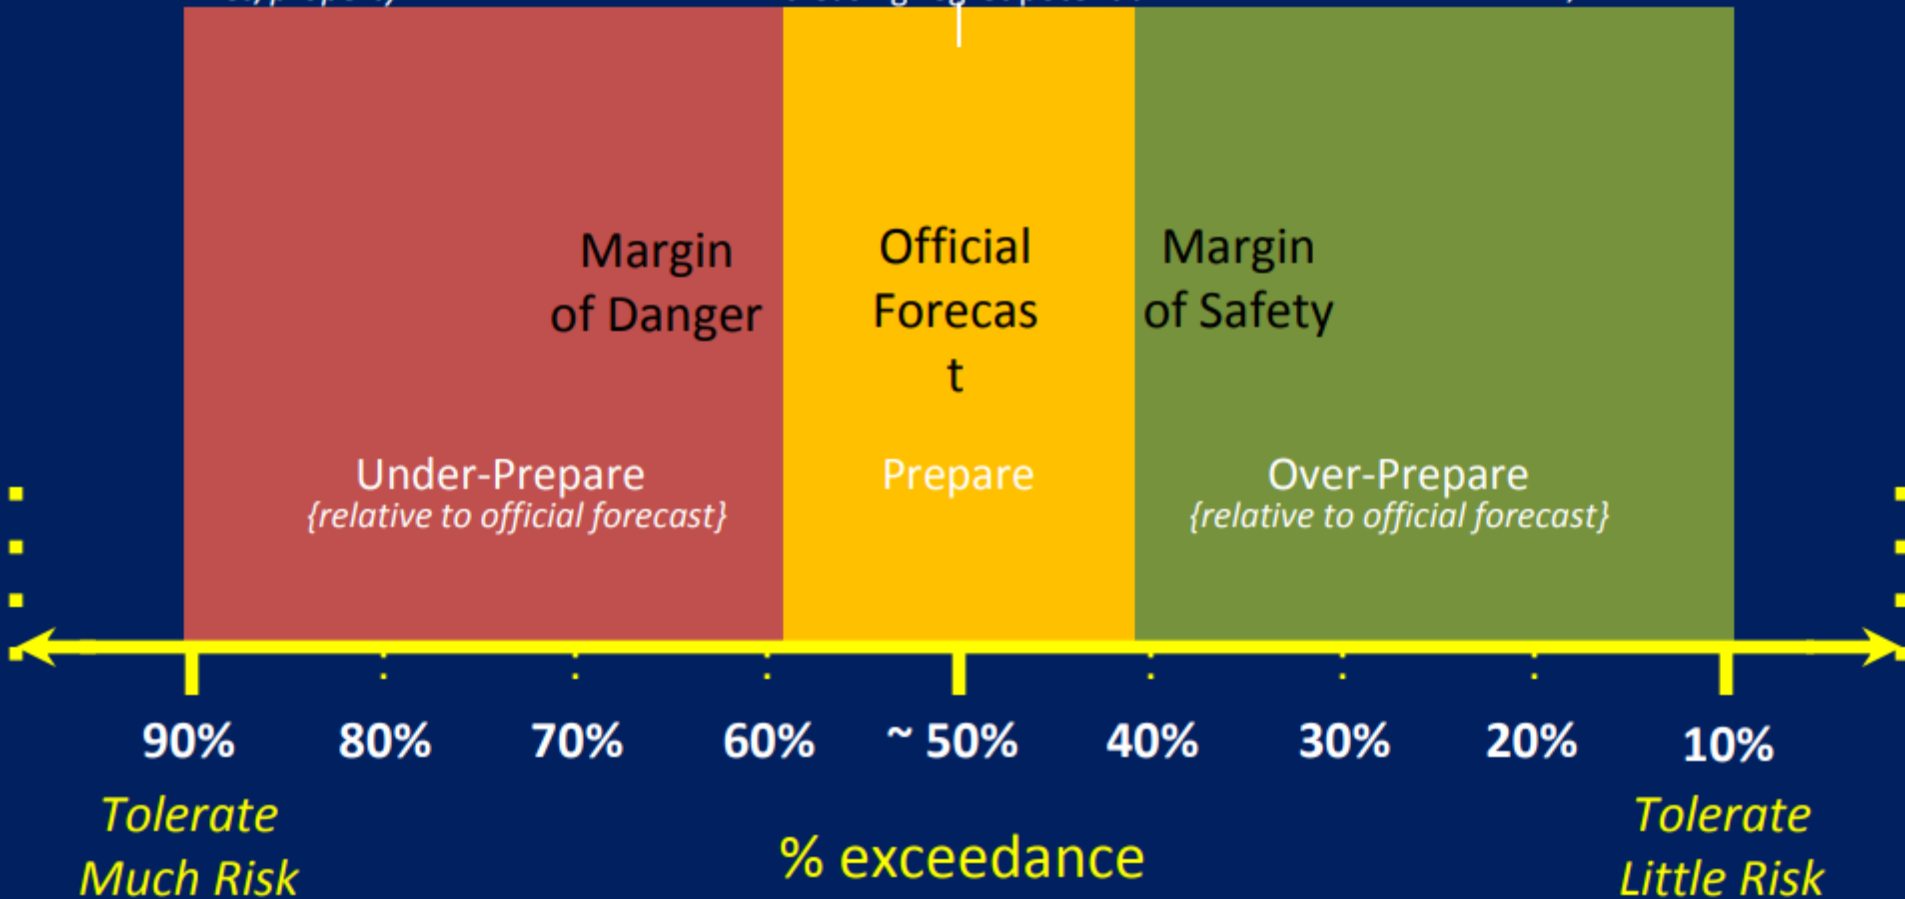 Margin
of Danger
Official
Forecas
t
Margin
of Safety
Under-Prepare
{relative to official forecast}
Prepare
Over-Prepare
{relative to official forecast}
90% 80% 70% 60% ~ 50% 40% 30% 20% 10%
Tolerate
Much Risk
% exceedance
Tolerate
Little Risk